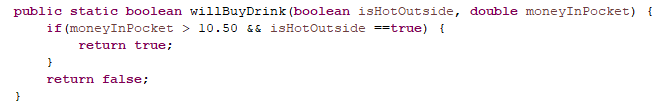 public static boolean willBuyDrink(boolean isHotOutside, double moneyInPocket) {
    if(moneyInPocket > 10.50 && isHotOutside ==true) {
        return true;
    }
    return false;
}